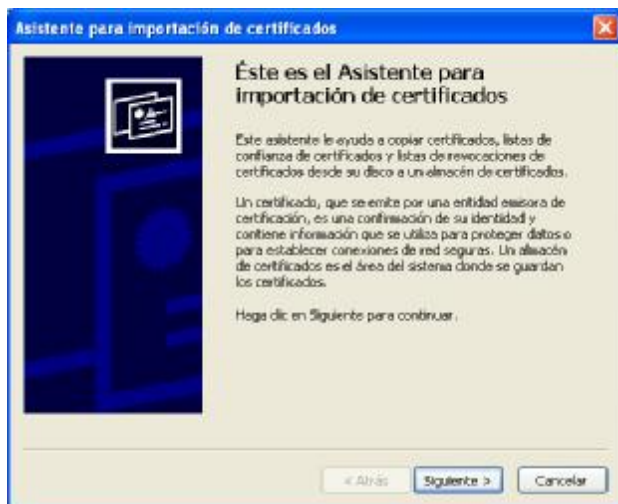 Asistente para importación de certificados
Éste es el Asistente para
importación de certificados
Este asistente le ayuda a copiar certificados, listas de
confianza de certificados y listas de revocaciones de
certificados desde su disco a un almacén de certificados.
Un certificado, que se emite por una entidad emisora de
certificación, es una confirmación de su identidad y
contiene información que se utiliza para proteger datos o
para establecer conexiones de red seguras. Un almacén
de certificados es el área del sistema donde se guardan
los certificados.
Haga clic en Siguiente para continuar.
< Atrás
Siguiente >
Cancelar